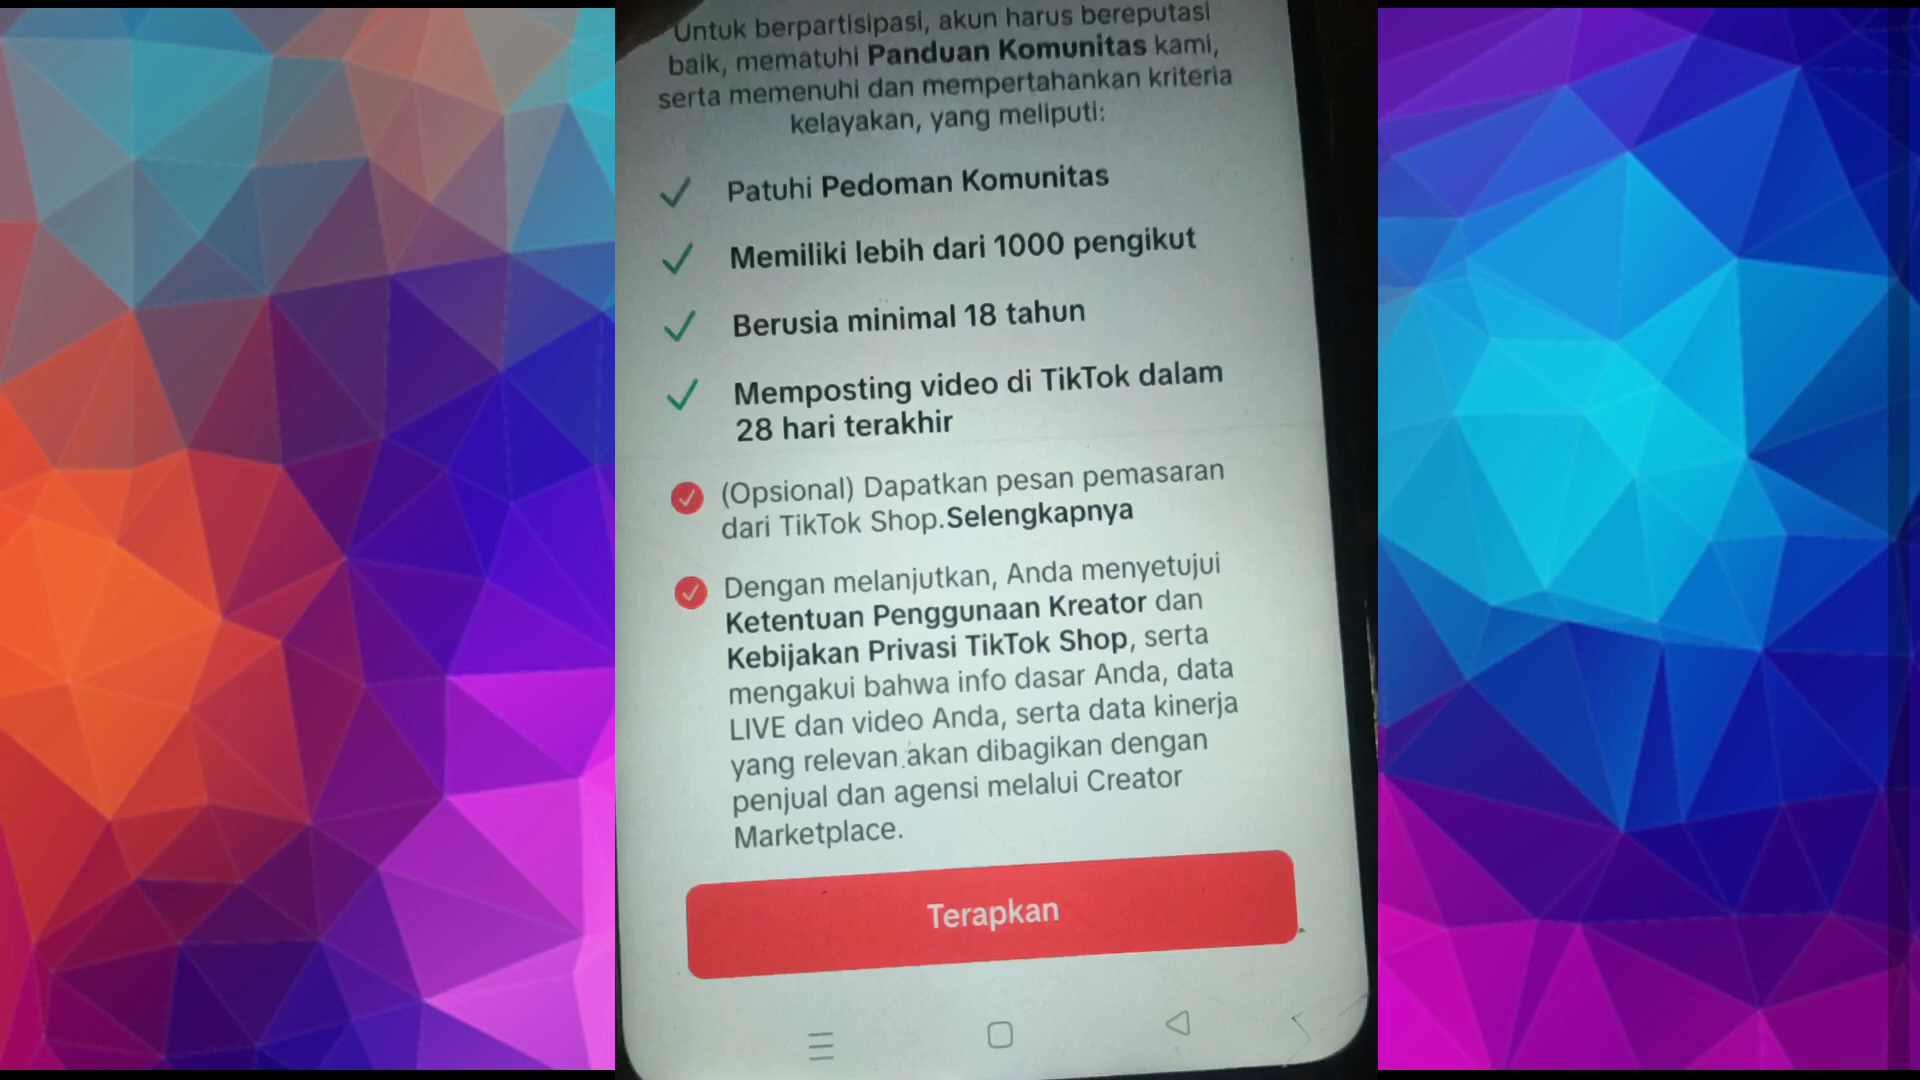 Untuk berpartisipasi, akun harus bereputasi
baik, mematuhi Panduan Komunitas kami,
serta memenuhi dan mempertahankan kriteria
kelayakan, yang meliputi:
Patuhi Pedoman Komunitas
Memiliki lebih dari 1000 pengikut
Berusia minimal 18 tahun
Memposting video di TikTok dalam
28 hari terakhir
(Opsional) Dapatkan pesan pemasaran
dari TikTok Shop.Selengkapnya
Dengan melanjutkan, Anda menyetujui
Ketentuan Penggunaan Kreator dan
Kebijakan Privasi TikTok Shop, serta
mengakui bahwa info dasar Anda, data
LIVE dan video Anda, serta data kinerja
yang relevan akan dibagikan dengan
penjual dan agensi melalui Creator
Marketplace.
Terapkan